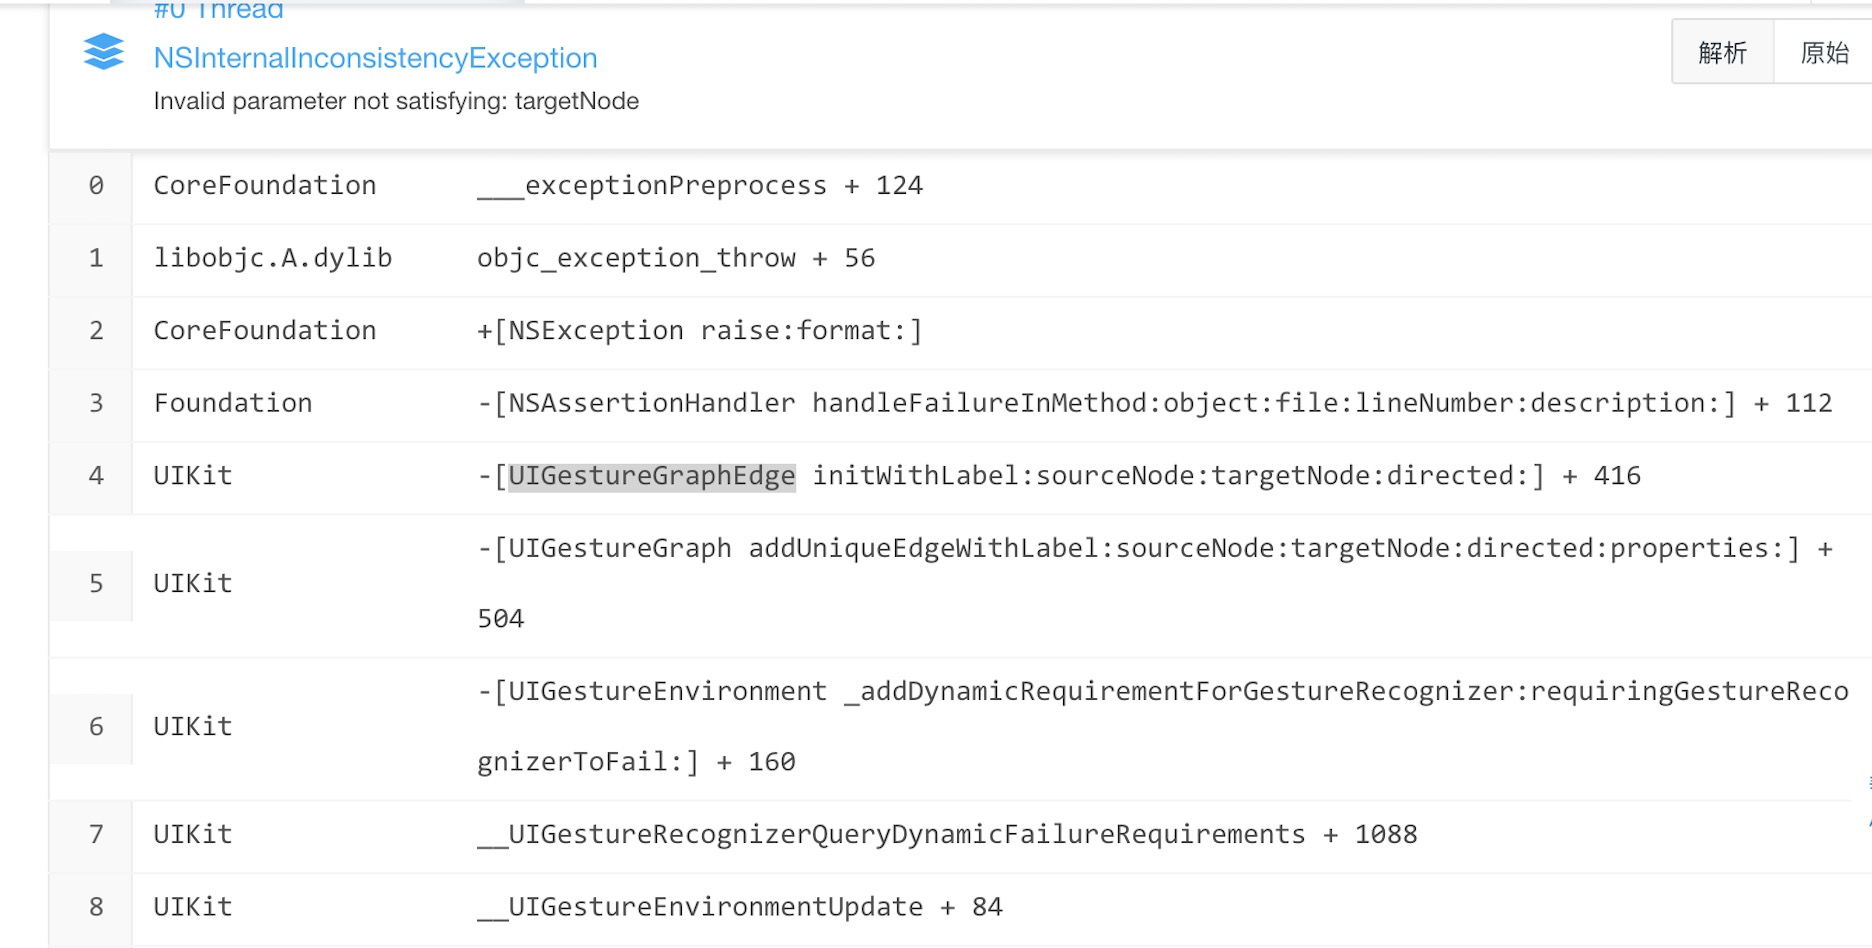 #0 Thread
NSInternalInconsistencyException
Invalid parameter not satisfying: targetNode
解析 原始
0 CoreFoundation ___exceptionPreprocess + 124
1 libobjc.A.dylib objc_exception_throw + 56
2 CoreFoundation +[NSException raise:format:]
3 Foundation -[NSAssertionHandler handleFailureInMethod:object:file:lineNumber:description:] + 112
4 UIKit -[UIGestureGraphEdge initWithLabel:sourceNode:targetNode:directed:] + 416
5 UIKit -[UIGestureGraph addUniqueEdgeWithLabel:sourceNode:targetNode:directed:properties:] +
504
6 UIKit -[UIGestureEnvironment _addDynamicRequirementForGestureRecognizer:requiringGestureReco
gnizerToFail:] + 160
7 UIKit __UIGestureRecognizerQueryDynamicFailureRequirements + 1088
8 UIKit __UIGestureEnvironmentUpdate + 84